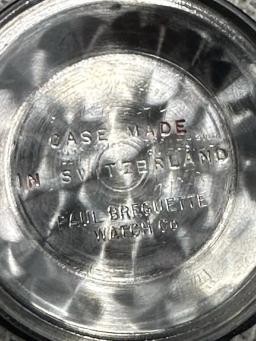 CASE MADE
IN SWITZERLAND
PAUL BREGUETTE
WATCH Co